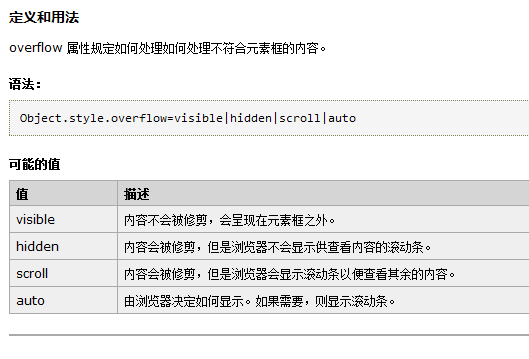 定义和用法
overflow 属性规定如何处理如何处理不符合元素框的内容。
语法：
Object.style.overflow=visible|hidden|scroll|auto
可能的值
值 描述
visible 内容不会被修剪，会呈现在元素框之外。
hidden 内容会被修剪，但是浏览器不会显示供查看内容的滚动条。
scroll 内容会被修剪，但是浏览器会显示滚动条以便查看其余的内容。
auto 由浏览器决定如何显示。如果需要，则显示滚动条。